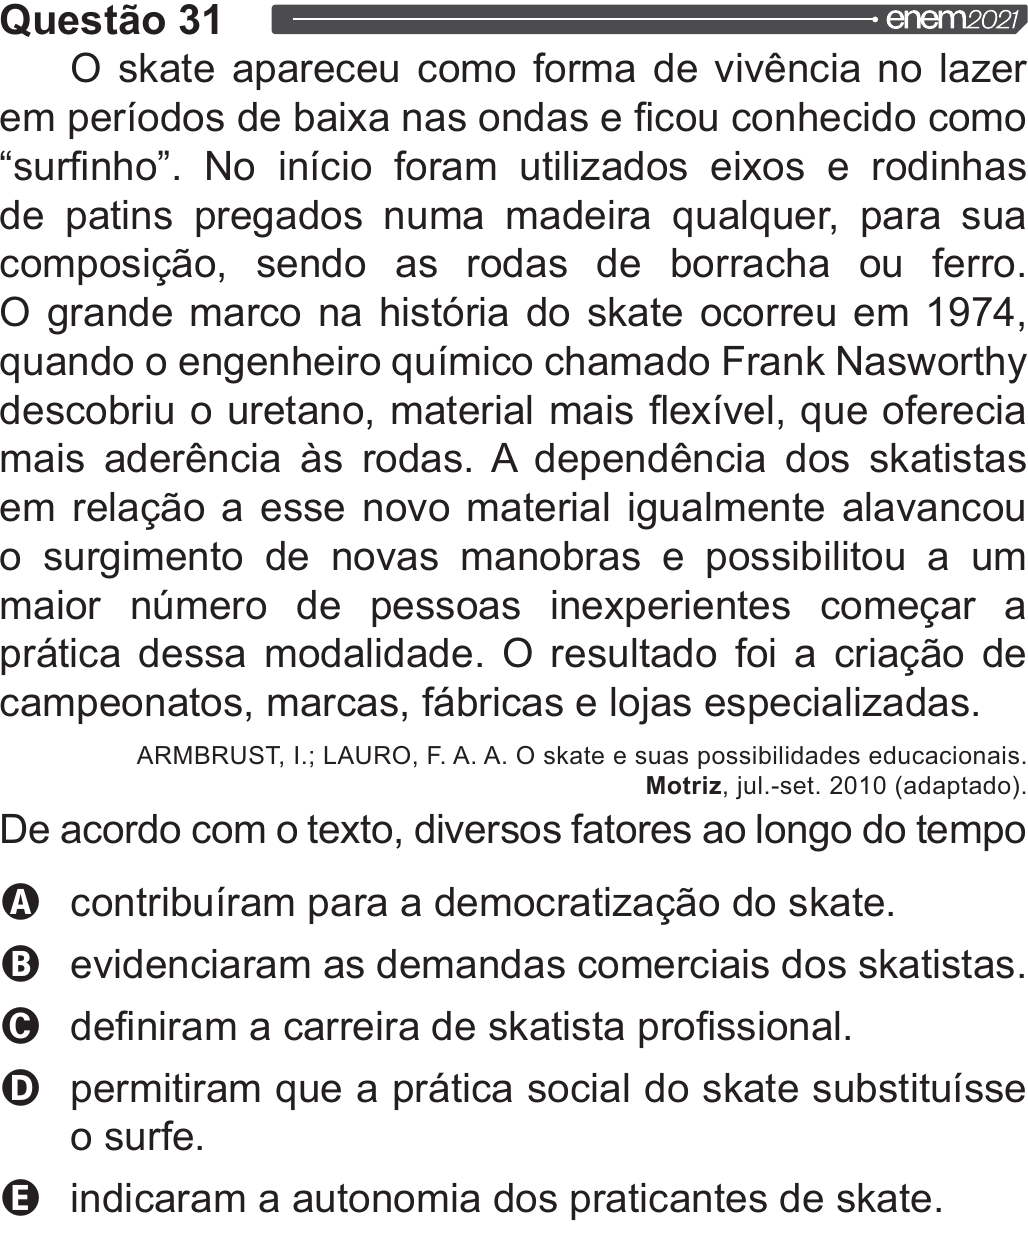 Questão 31
enem2021
O skate apareceu como forma de vivência no lazer
em períodos de baixa nas ondas e ficou conhecido como
“surfinho”. No início foram utilizados eixos e rodinhas
de patins pregados numa madeira qualquer, para sua
composição, sendo as rodas de borracha ou ferro.
O grande marco na história do skate ocorreu em 1974,
quando o engenheiro químico chamado Frank Nasworthy
descobriu o uretano, material mais flexível, que oferecia
mais aderência às rodas. A dependência dos skatistas
em relação a esse novo material igualmente alavancou
o surgimento de novas manobras e possibilitou a um
maior número de pessoas inexperientes começar a
prática dessa modalidade. O resultado foi a criação de
campeonatos, marcas, fábricas e lojas especializadas.
ARMBRUST, I.; LAURO, F. A. A. O skate e suas possibilidades educacionais.
Motriz, jul.-set. 2010 (adaptado).
De acordo com o texto, diversos fatores ao longo do tempo
A contribuíram para a democratização do skate.
B evidenciaram as demandas comerciais dos skatistas.
C definiram a carreira de skatista profissional.
D permitiram que a prática social do skate substituísse
o surfe.
E indicaram a autonomia dos praticantes de skate.